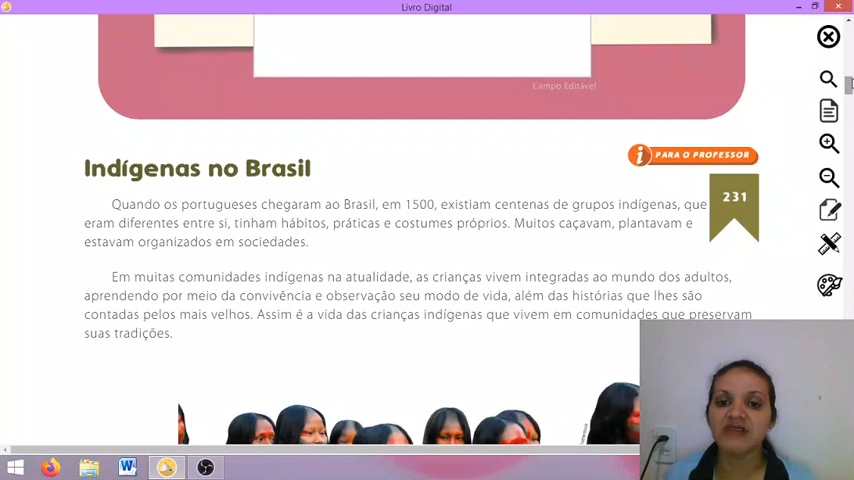 Livro Digital
Campo Editável
Indígenas no Brasil
i PARA O PROFESSOR
231
Quando os portugueses chegaram ao Brasil, em 1500, existiam centenas de grupos indígenas, que
eram diferentes entre si, tinham hábitos, práticas e costumes próprios. Muitos caçavam, plantavam e
estavam organizados em sociedades.
Em muitas comunidades indígenas na atualidade, as crianças vivem integradas ao mundo dos adultos,
aprendendo por meio da convivência e observação seu modo de vida, além das histórias que lhes são
contadas pelos mais velhos. Assim é a vida das crianças indígenas que vivem em comunidades que preservam
suas tradições.